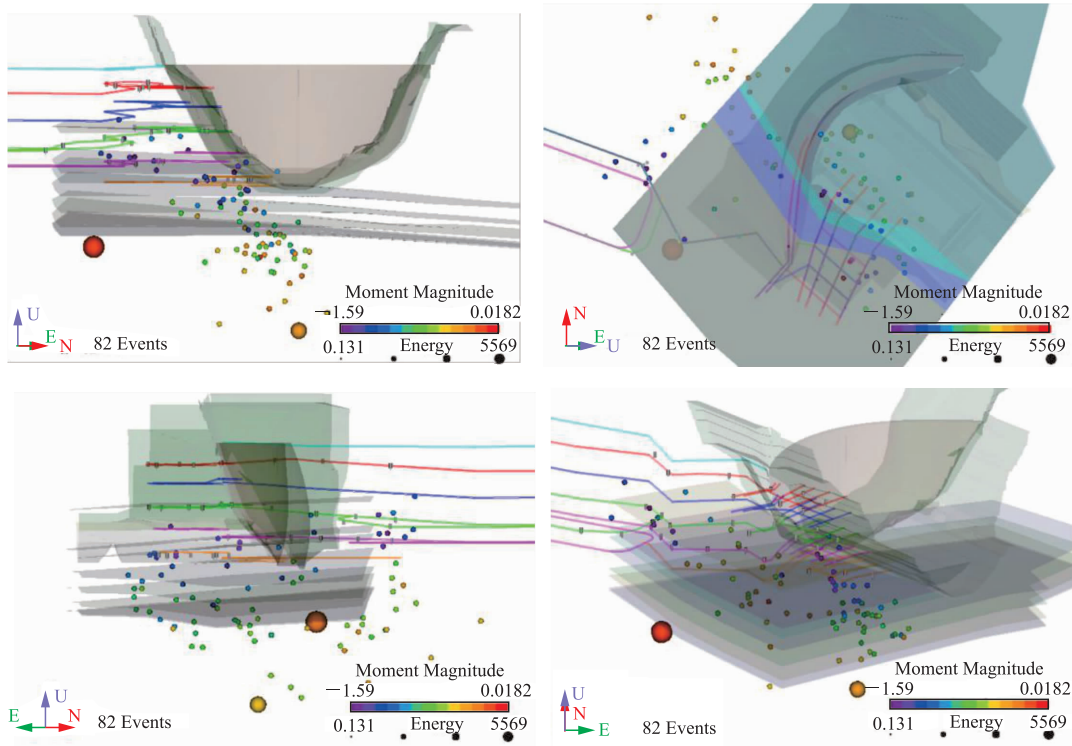 Moment Magnitude
−1.59 0.0182
U
E
N 82 Events
0.131 Energy 5569
Moment Magnitude
−1.59 0.0182
N
E
U 82 Events
0.131 Energy 5569
Moment Magnitude
−1.59 0.0182
U
E N 82 Events
0.131 Energy 5569
Moment Magnitude
−1.59 0.0182
U
N
E 82 Events
0.131 Energy 5569